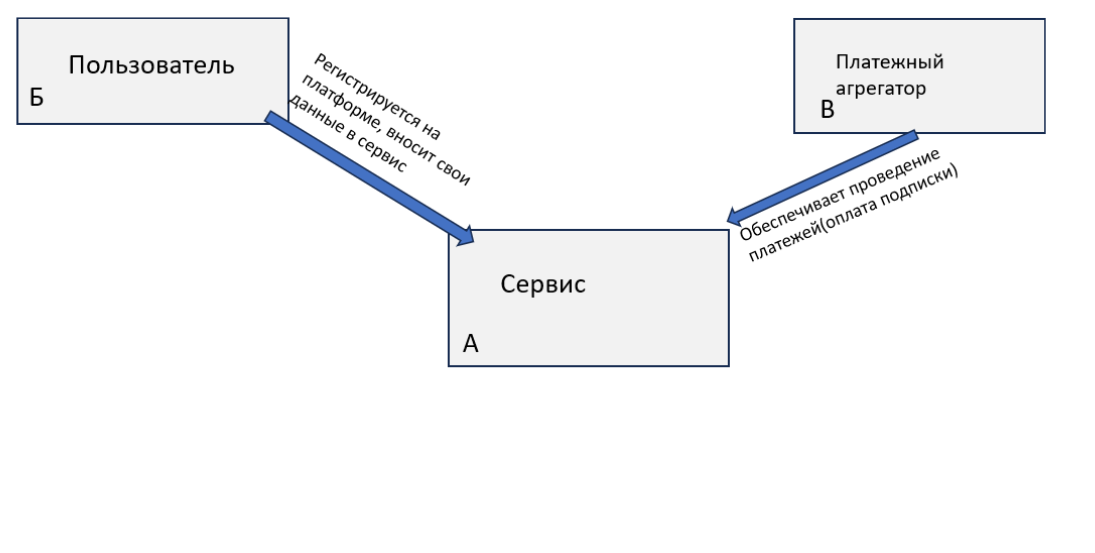 Пользователь
Б
Регистрируется на
платформе, вносит свои
данные в сервис
Платежный
агрегатор
В
Обеспечивает проведение
платежей(оплата подписки)
Сервис
А